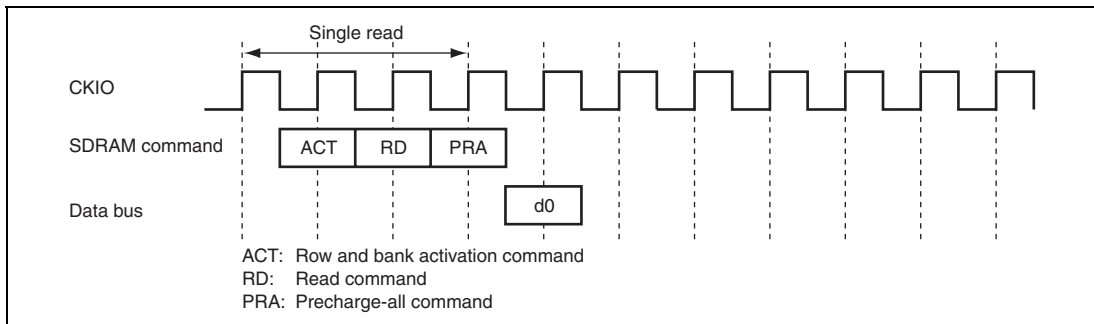 Single read
CKIO
SDRAM command
ACT RD PRA
Data bus
d0
ACT: Row and bank activation command
RD: Read command
PRA: Precharge-all command